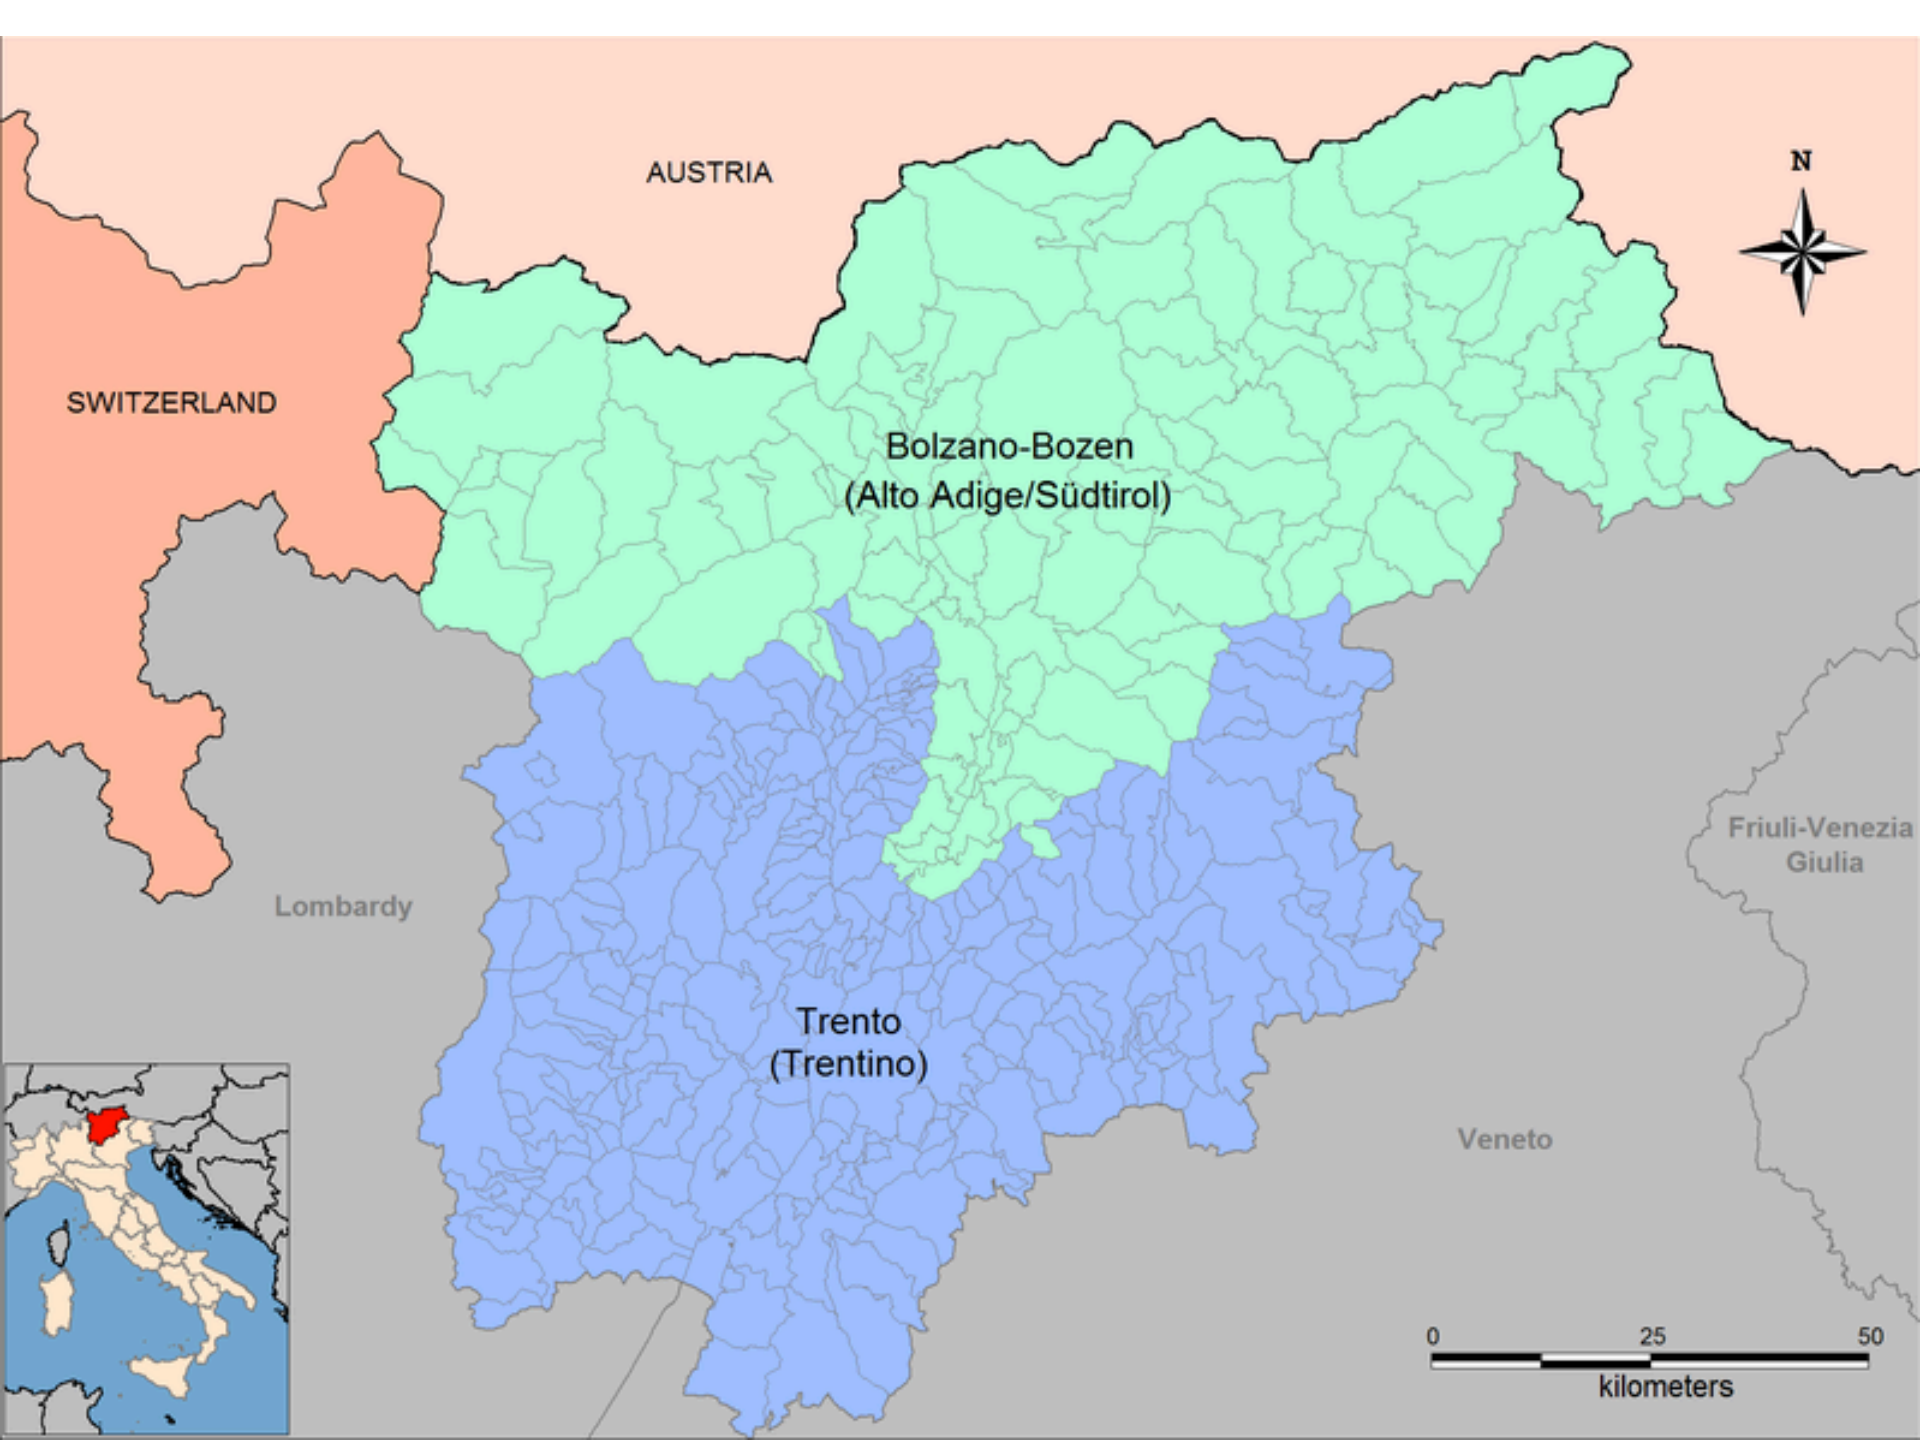 AUSTRIA
N
SWITZERLAND
Bolzano-Bozen
(Alto Adige/Südtirol)
Friuli-Venezia
Giulia
Lombardy
Trento
(Trentino)
Veneto
0 25 50
kilometers